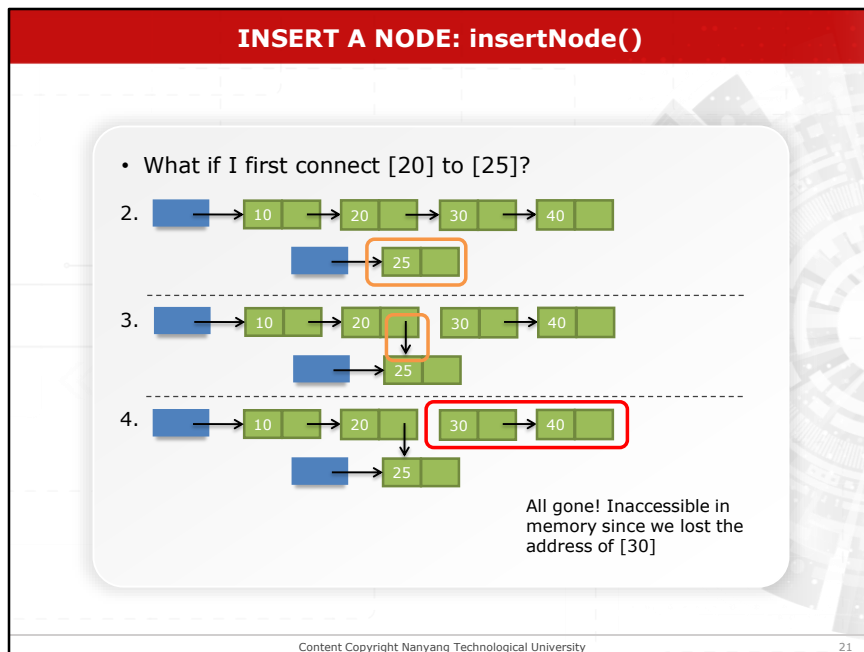 INSERT A NODE: insertNode()
• What if I first connect [20] to [25]?
2.
10 20 30 40
25
3.
10 20 30 40
25
4.
10 20 30 40
25
All gone! Inaccessible in
memory since we lost the
address of [30]
Content Copyright Nanyang Technological University 21